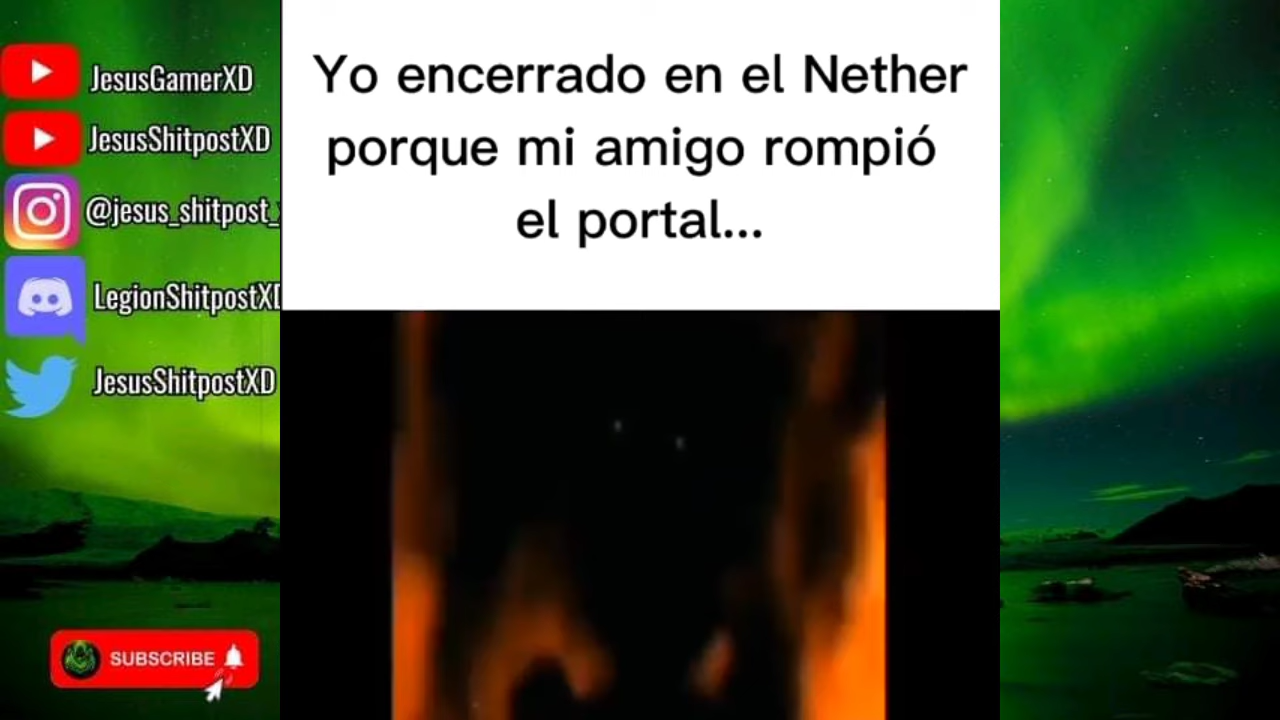 JesusGamerXD
JesusShitpostXD
@jesus_shitpost_
LegionShitpostXD
JesusShitpostXD
SUBSCRIBE
Yo encerrado en el Nether
porque mi amigo rompió
el portal...